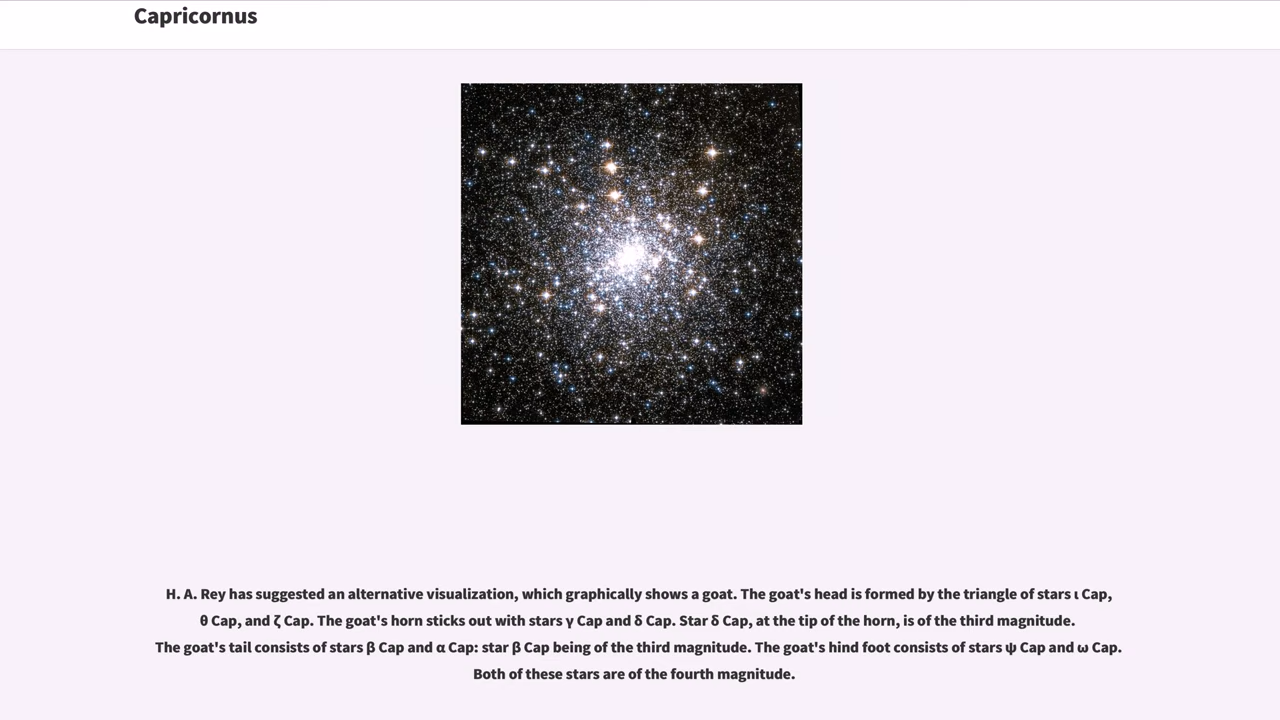 Capricornus
H. A. Rey has suggested an alternative visualization, which graphically shows a goat. The goat's head is formed by the triangle of stars ι Cap,
θ Cap, and ζ Cap. The goat's horn sticks out with stars γ Cap and δ Cap. Star δ Cap, at the tip of the horn, is of the third magnitude.
The goat's tail consists of stars β Cap and α Cap: star β Cap being of the third magnitude. The goat's hind foot consists of stars ψ Cap and ω Cap.
Both of these stars are of the fourth magnitude.